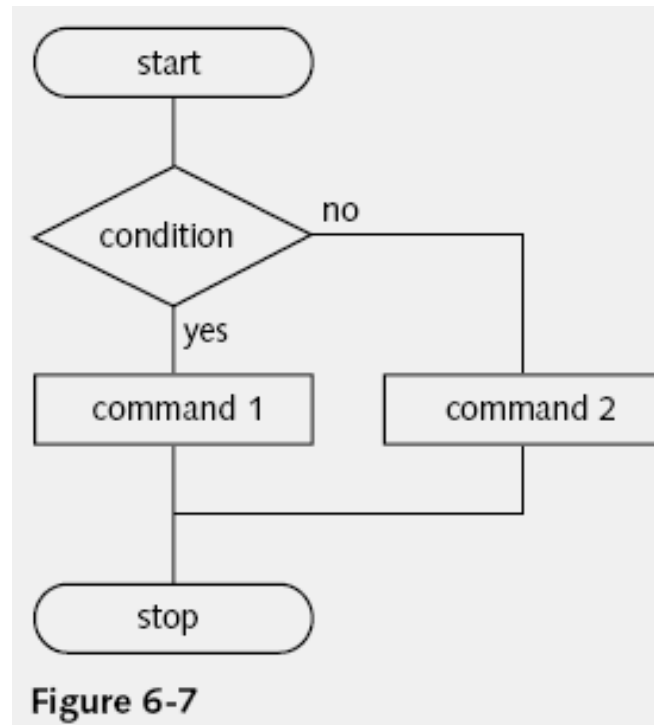 start
condition
no
yes
command 1
command 2
stop
Figure 6-7